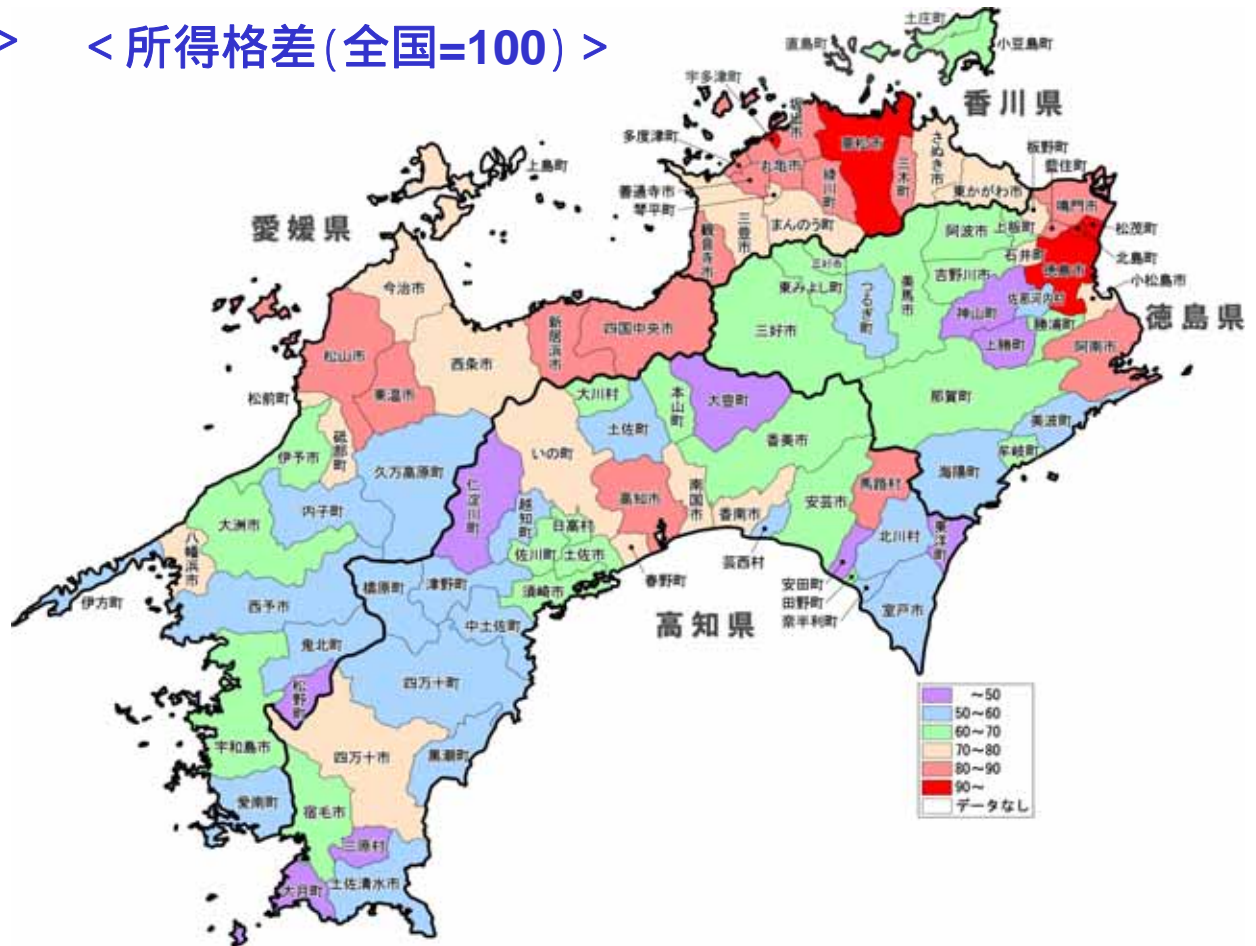 > <所得格差(全国=100)>
土庄町
直島町
小豆島町
宇多津町
香川県
坂出市
多度津町
高松市
さぬき市
板野町
藍住町
丸亀市
三木町
上島町
善通寺市
綾川町
東かがわ市
琴平町
鳴門市
愛媛県
三豊市
まんのう町
阿波市
上板町
松茂町
観音寺市
石井町
北島町
三好市
徳島市
今治市
東みよし町
吉野川市
小松島市
つるぎ町
美馬市
佐那河内村
神山町
徳島県
新居浜市
四国中央市
三好市
勝浦町
松山市
上勝町
阿南市
西条市
東温市
松前町
大川村
本山町
大豊町
那賀町
砥部町
土佐町
美波町
伊予市
いの町
香美市
牟岐町
久万高原町
海陽町
仁淀川町
高知市
南国市
馬路村
内子町
越知町
安芸市
大洲市
日高村
香南市
北川村
東洋町
八幡浜市
佐川町
土佐市
芸西村
春野町
安田町
伊方町
西予市
梼原町
津野町
須崎市
田野町
室戸市
中土佐町
高知県
奈半利町
鬼北町
松野町
四万十町
~50
50~60
60~70
70~80
80~90
90~
データなし
宇和島市
四万十市
黒潮町
愛南町
宿毛市
三原村
大月町
土佐清水市